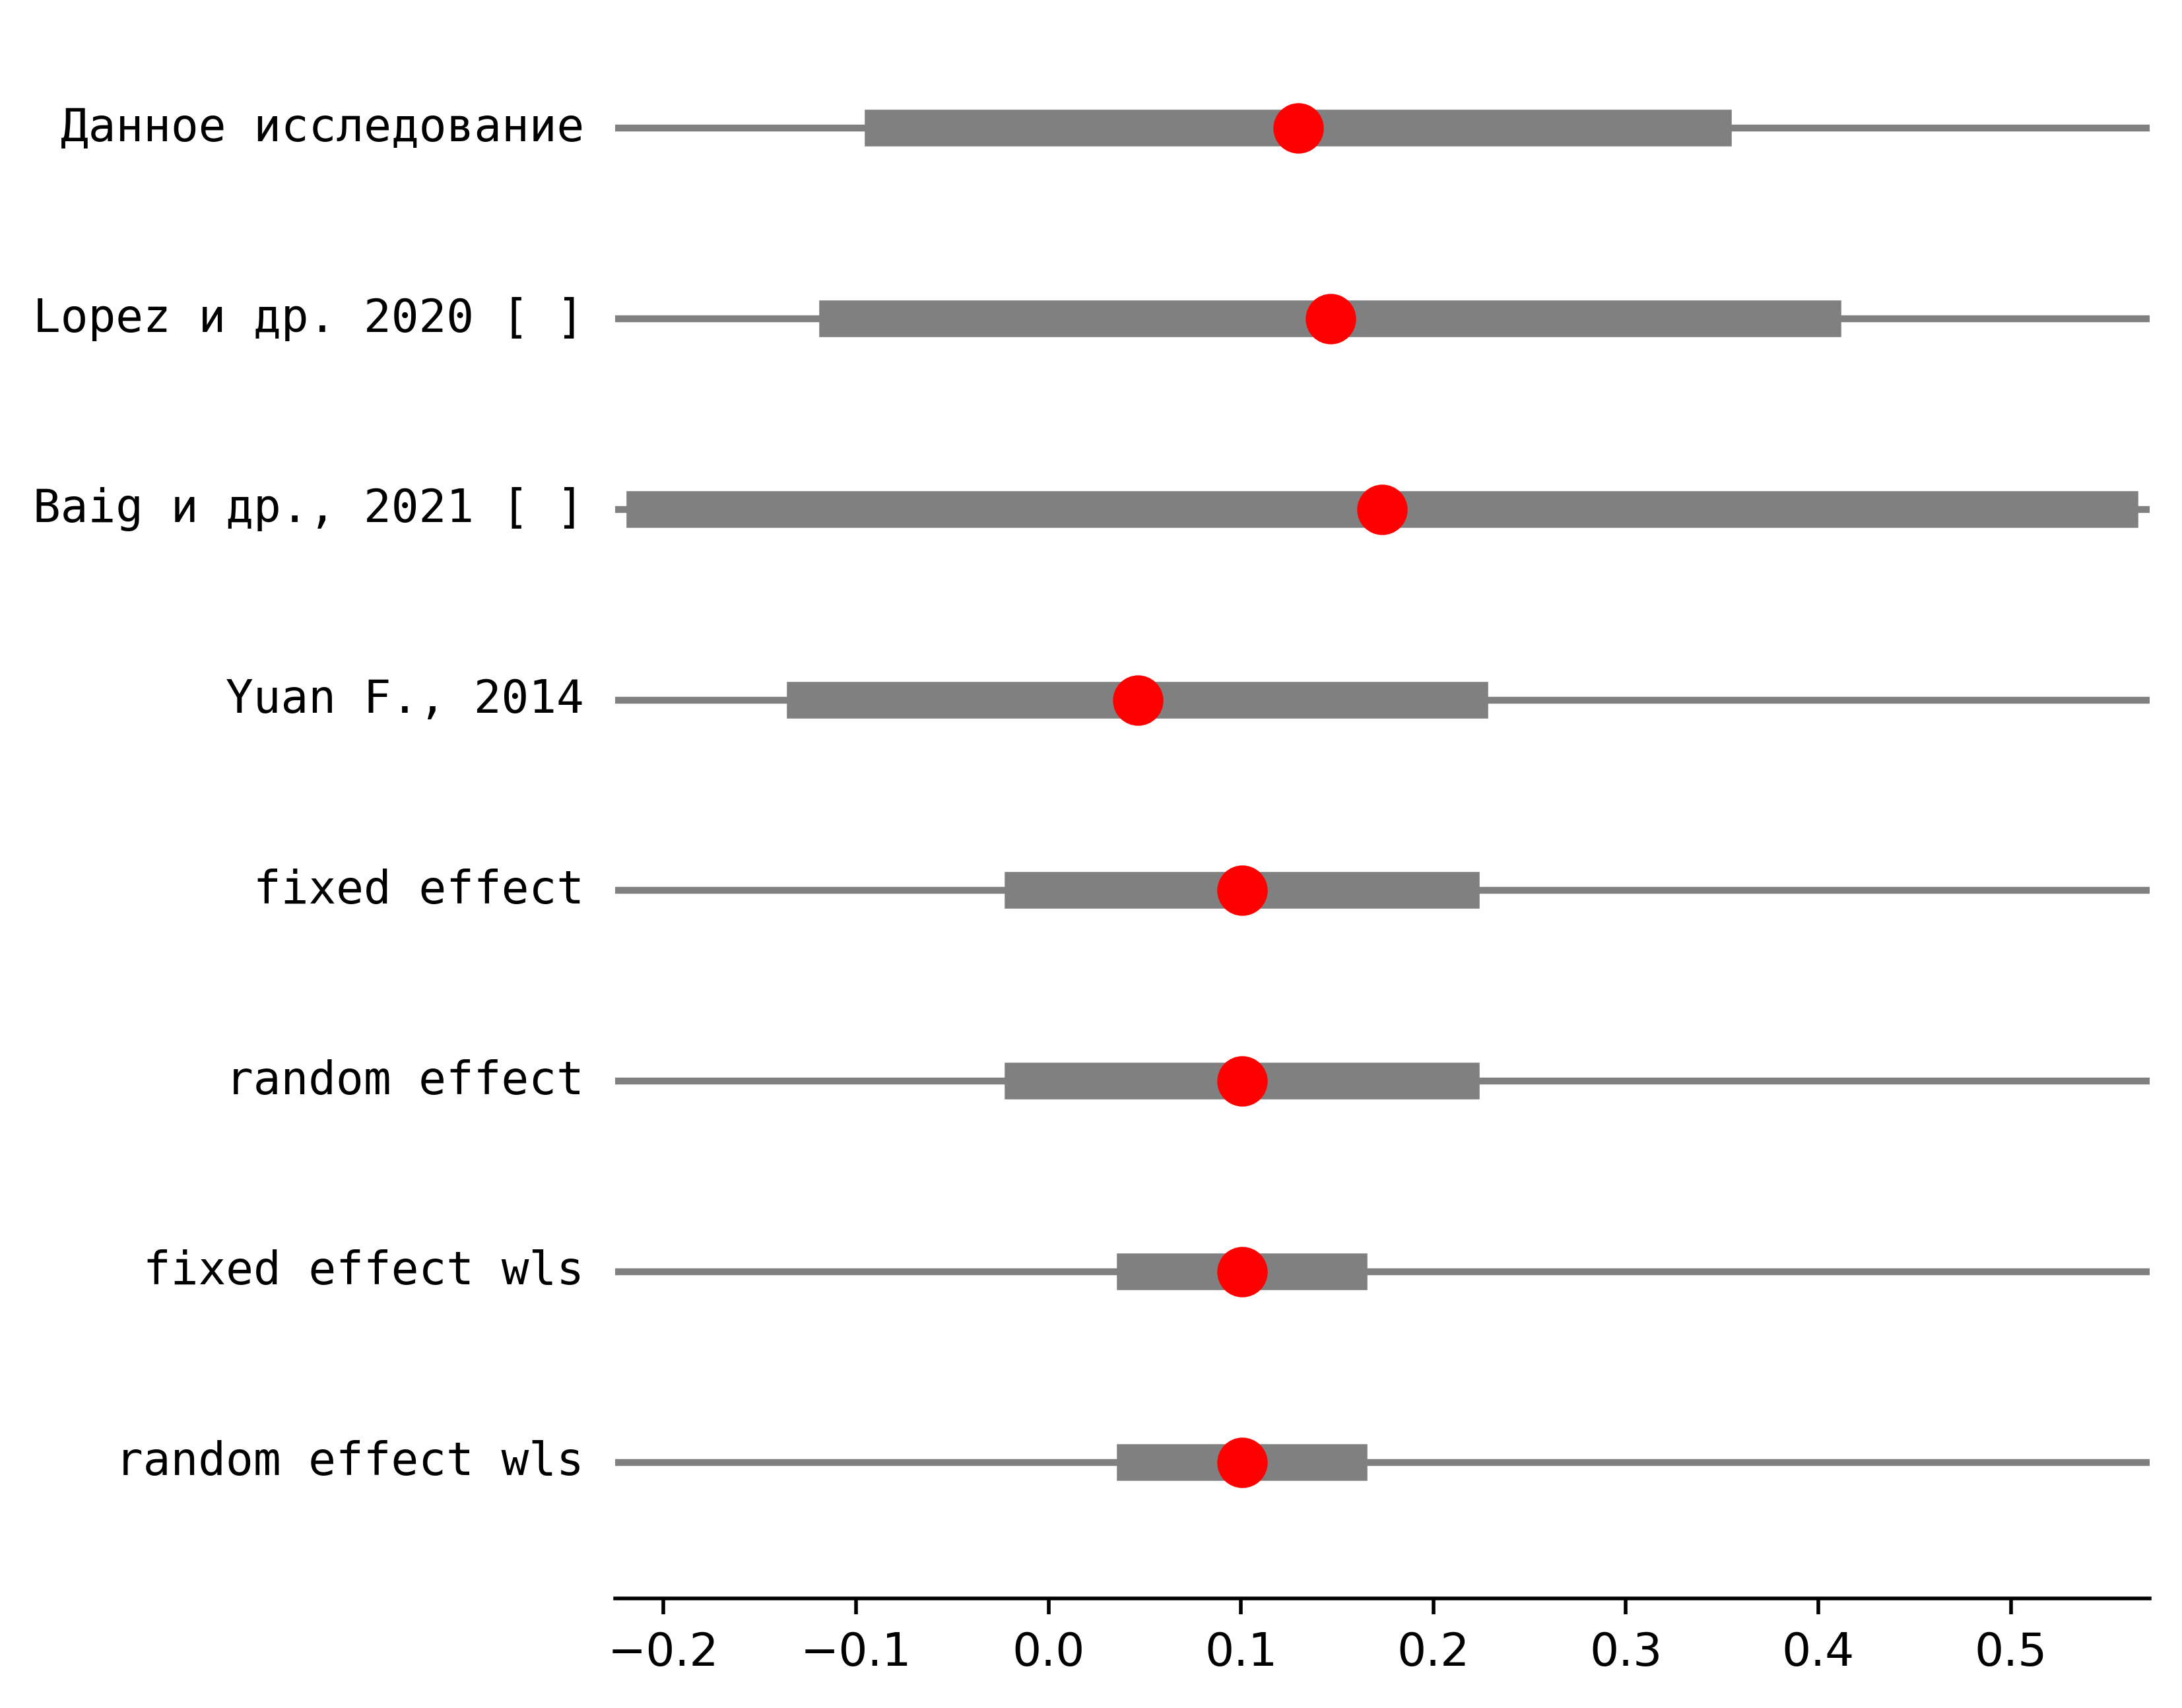 Данное исследование
Lopez и др. 2020 [ ]
Baig и др., 2021 [ ]
Yuan F., 2014
fixed effect
random effect
fixed effect wls
random effect wls
−0.2 −0.1 0.0 0.1 0.2 0.3 0.4 0.5